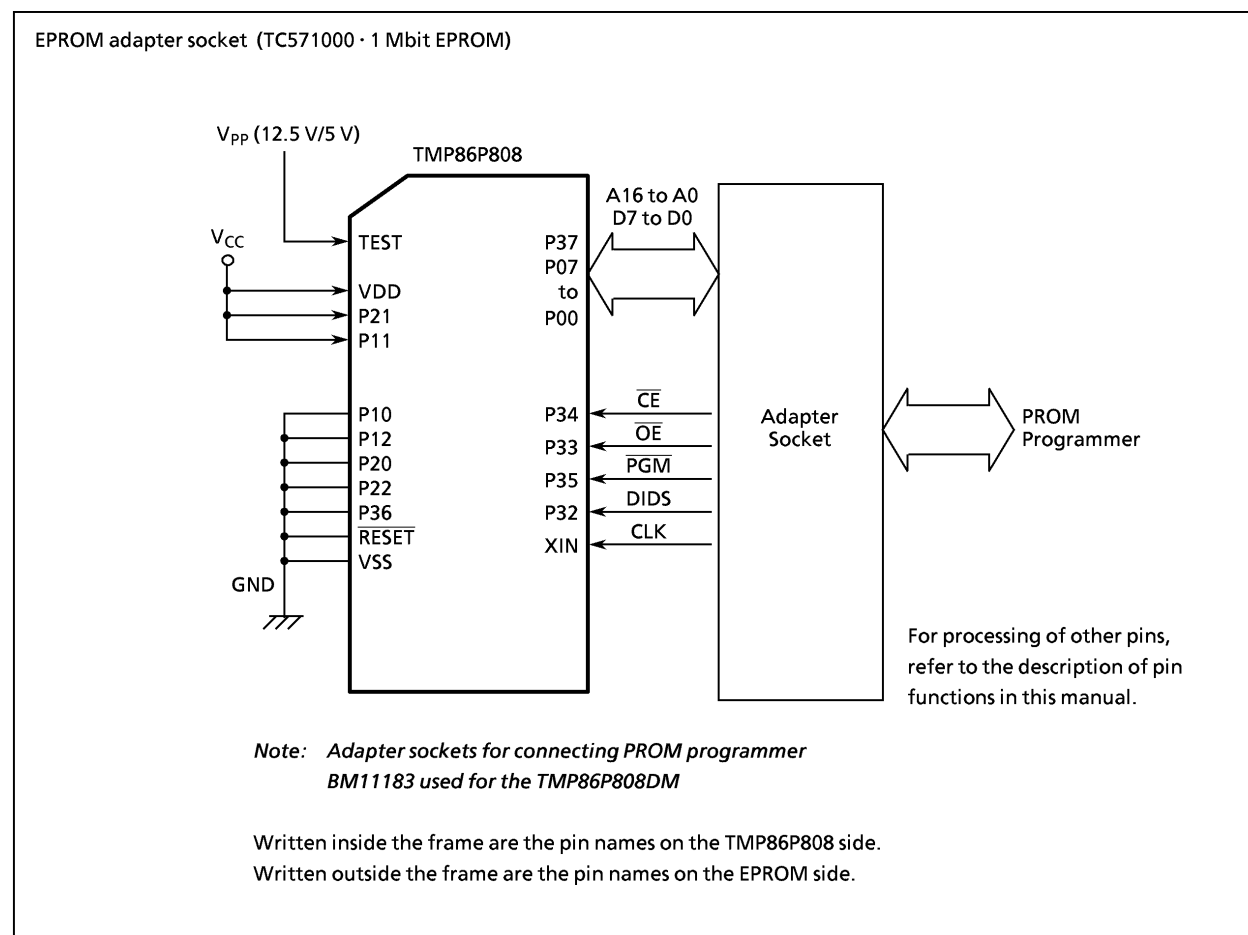 EPROM adapter socket (TC571000 · 1 Mbit EPROM)
VPP (12.5 V/5 V)
TMP86P808
A16 to A0
D7 to D0
VCC
TEST
VDD
P21
P11
P10
P12
P20
P22
P36
RESET
VSS
GND
P37
P07
to
P00
P34
P33
P35
P32
XIN
CE
OE
PGM
DIDS
CLK
Adapter
Socket
PROM
Programmer
For processing of other pins,
refer to the description of pin
functions in this manual.
Note: Adapter sockets for connecting PROM programmer
BM11183 used for the TMP86P808DM
Written inside the frame are the pin names on the TMP86P808 side.
Written outside the frame are the pin names on the EPROM side.